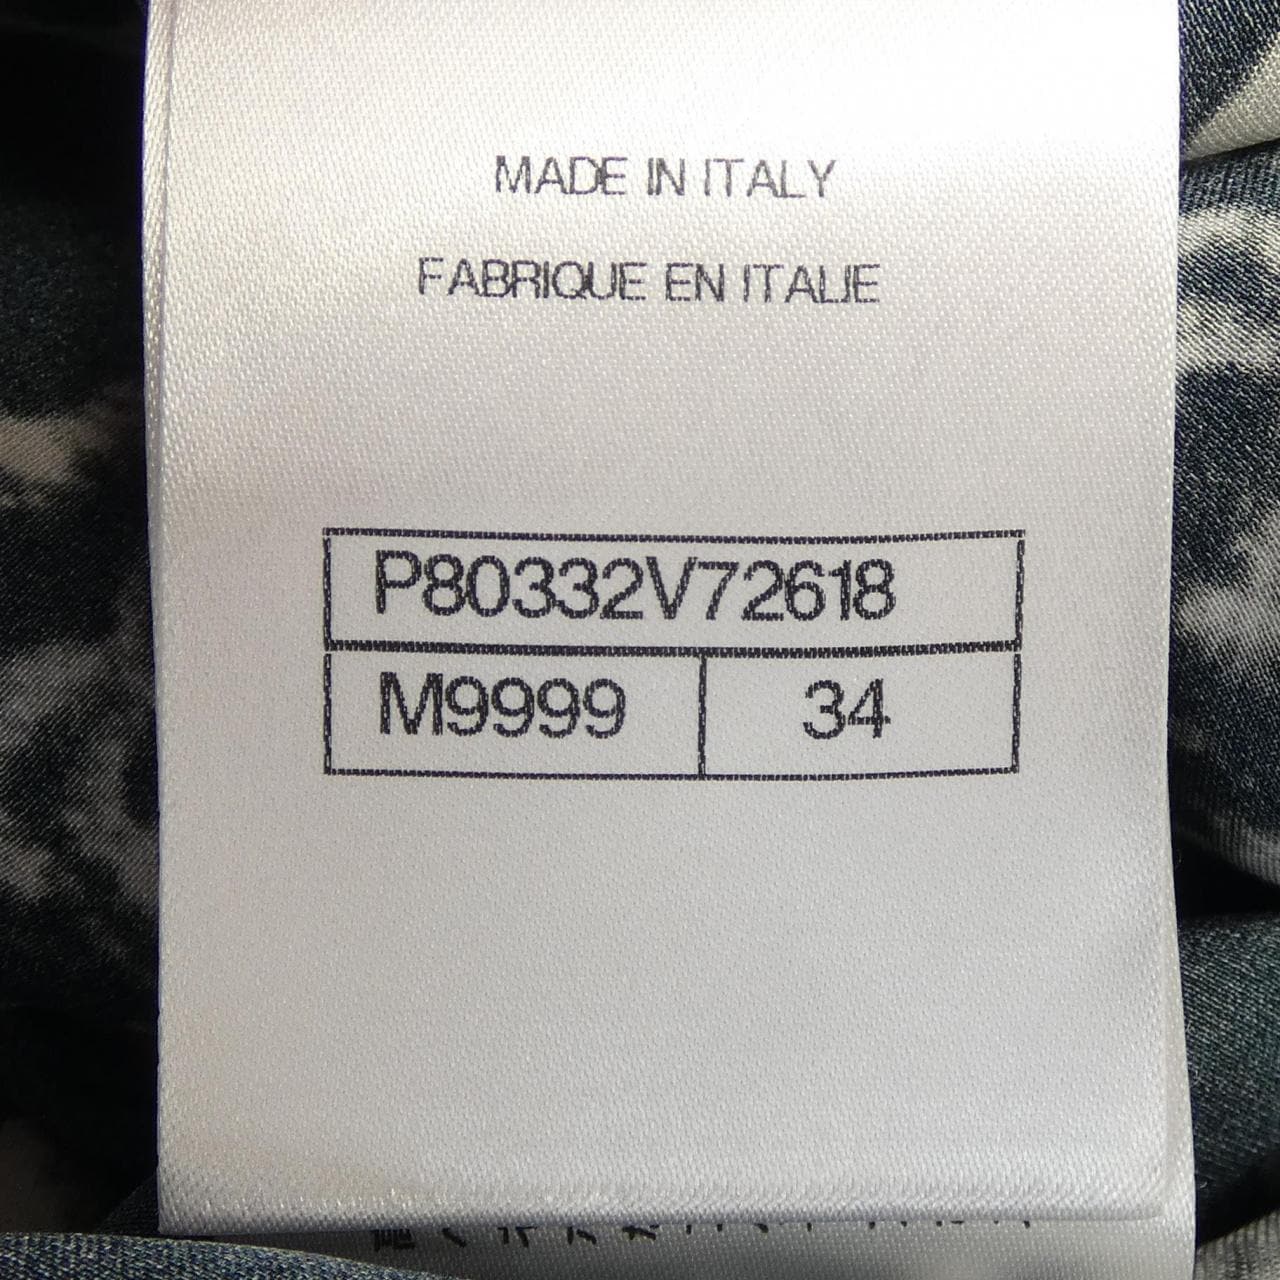 MADE IN ITALY
FABRIQUE EN ITALIE
P80332V72618
M9999 34